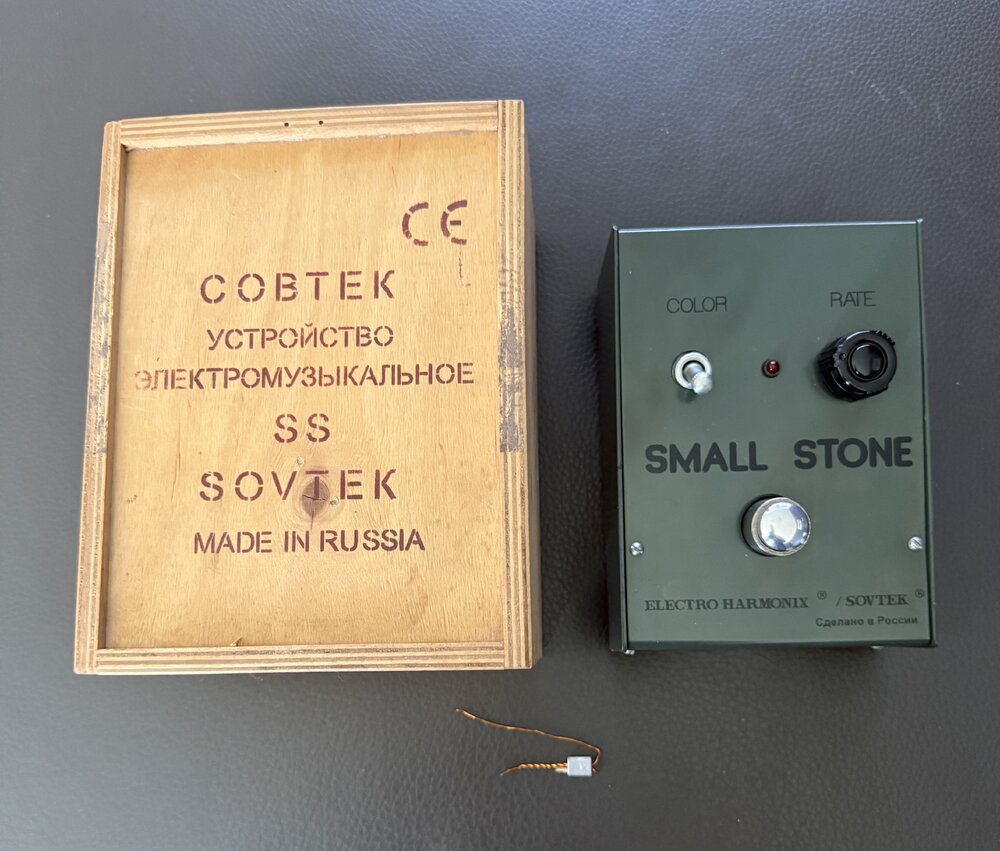 CE
СОВТЕК
УСТРОЙСТВО
ЭЛЕКТРОМУЗЫКАЛЬНОЕ
SS
SOVTEK
MADE IN RUSSIA
COLOR RATE
SMALL STONE
ELECTRO HARMONIX ® / SOVTEK ®
Сделано в России